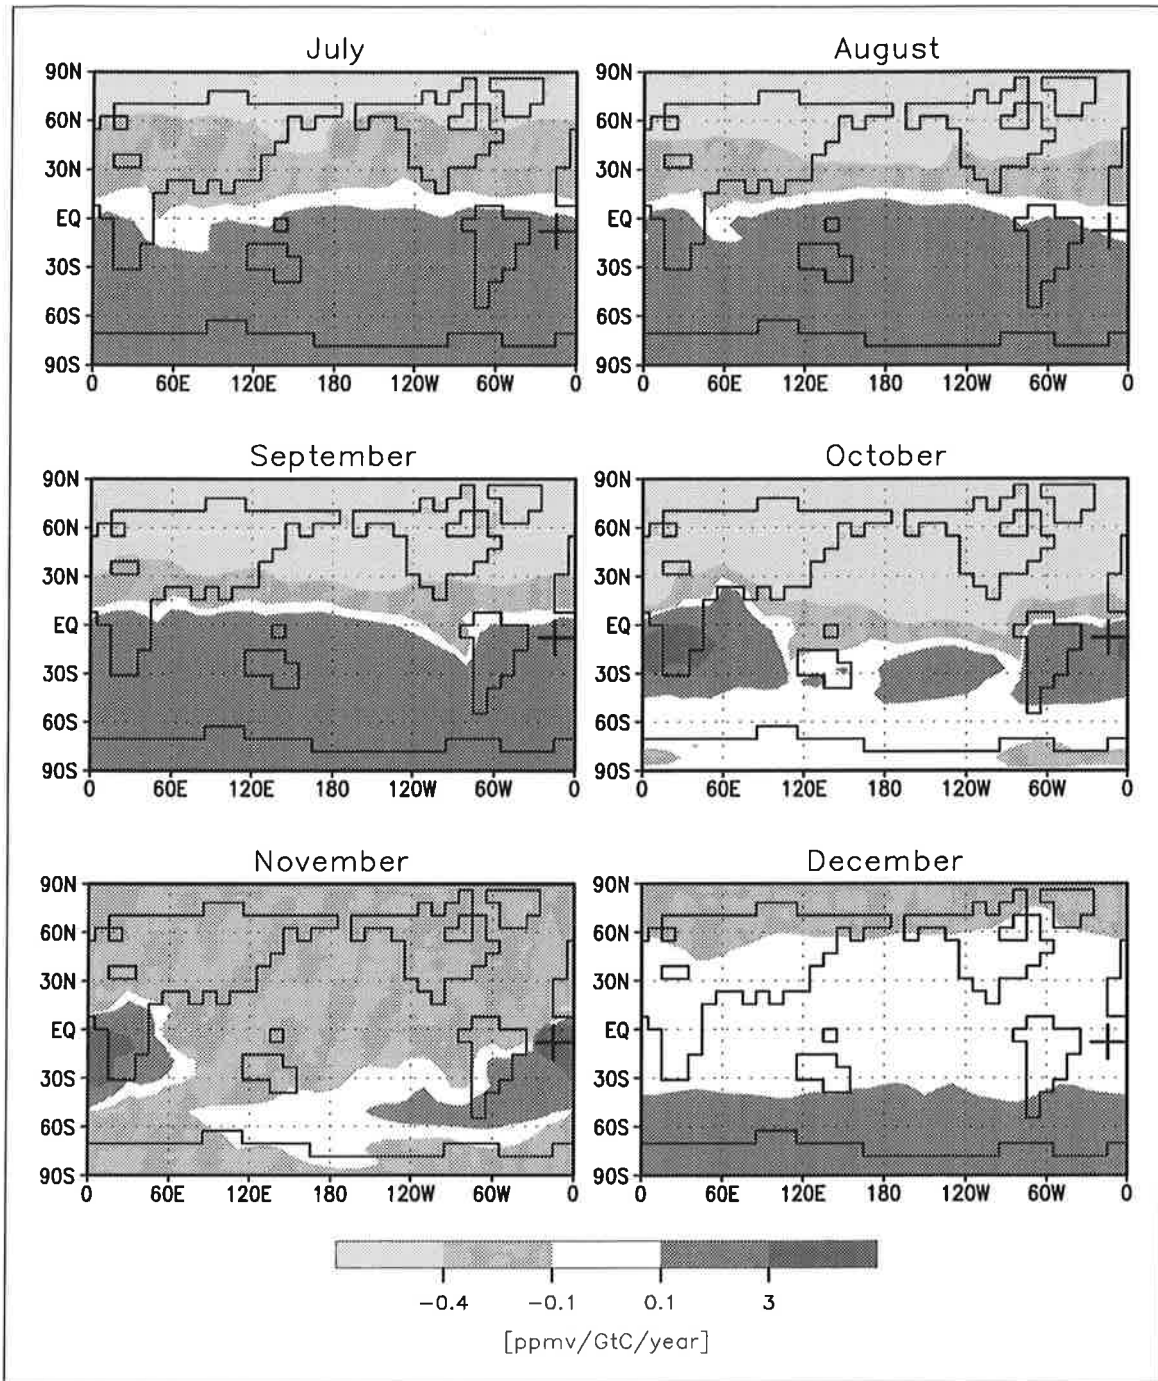 July August
90N 90N
60N 60N
30N 30N
EQ EQ
30S 30S
60S 60S
90S 90S
0 60E 120E 180 120W 60W 0 0 60E 120E 180 120W 60W 0
September October
90N 90N
60N 60N
30N 30N
EQ EQ
30S 30S
60S 60S
90S 90S
0 60E 120E 180 120W 60W 0 0 60E 120E 180 120W 60W 0
November December
90N 90N
60N 60N
30N 30N
EQ EQ
30S 30S
60S 60S
90S 90S
0 60E 120E 180 120W 60W 0 0 60E 120E 180 120W 60W 0
-0.4 -0.1 0.1 3
[ppmv/GtC/year]